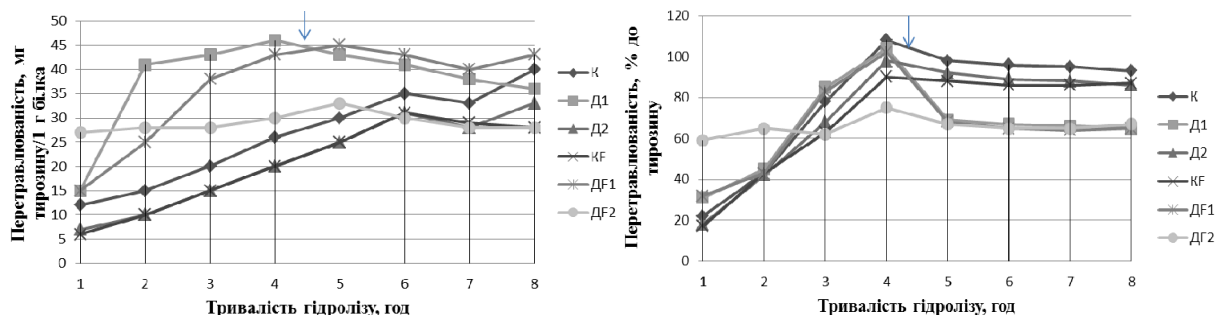 Перетравлюваність, мг
тирозину/1 г білка
50
45
40
35
30
25
20
15
10
5
0
1 2 3 4 5 6 7 8
Тривалість гідролізу, год
К
Д1
Д2
КF
ДF1
ДF2
Перетравлюваність, % до
тирозину
120
100
80
60
40
20
0
1 2 3 4 5 6 7 8
Тривалість гідролізу, год
К
Д1
Д2
КF
ДF1
ДГ2